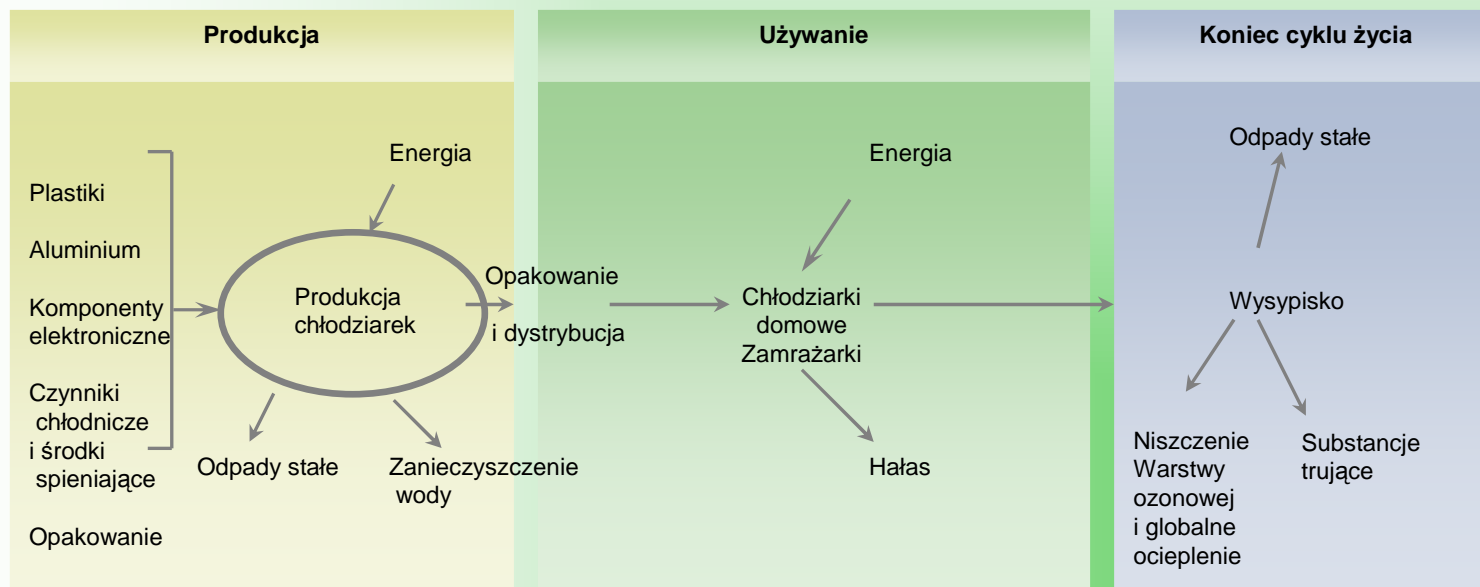 Produkcja
Energia
Plastiki
Aluminium
Komponenty
elektroniczne
Czynniki
chłodnicze
i środki
spieniające
Opakowanie
Produkcja
chłodziarek
Odpady stałe
Zanieczyszczenie
wody
Opakowanie
i dystrybucja
Używanie
Energia
Chłodziarki
domowe
Zamrażarki
Hałas
Koniec cyklu życia
Odpady stałe
Wysypisko
Niszczenie
Warstwy
ozonowej
i globalne
ocieplenie
Substancje
trujące